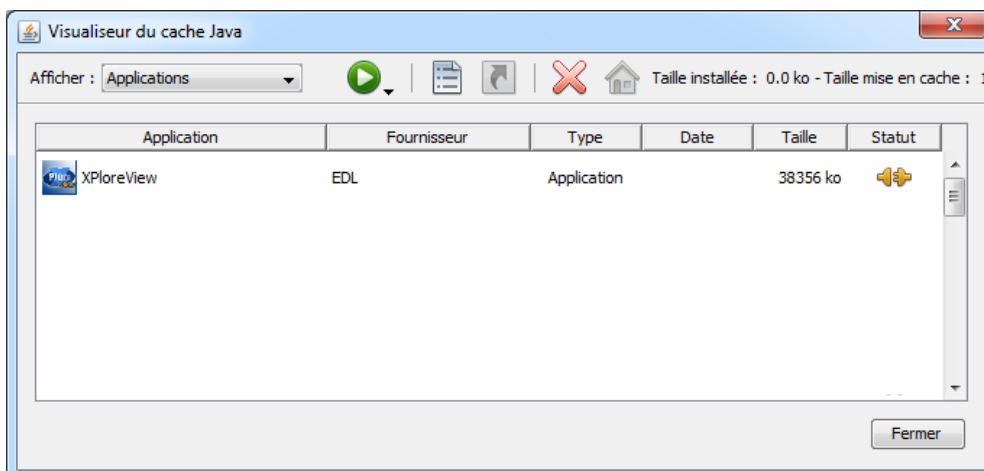 Visualiseur du cache Java
Afficher : Applications Taille installée : 0.0 ko - Taille mise en cache :
Application Fournisseur Type Date Taille Statut
XPloreView EDL Application 38356 ko
Fermer